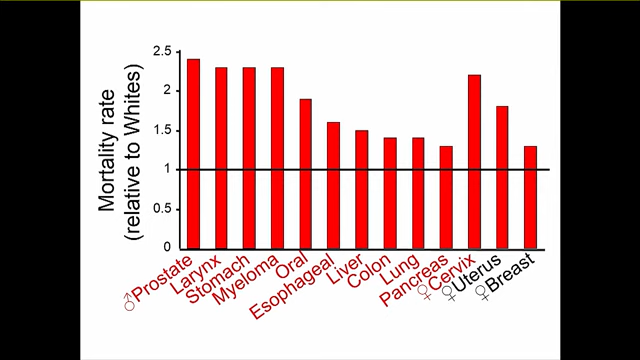 Mortality rate
(relative to Whites)
2.5
2
1.5
1
0.5
0
♂Prostate
Larynx
Stomach
Myeloma
Oral
Esophageal
Liver
Colon
Lung
Pancreas
♀Cervix
♀Uterus
♀Breast